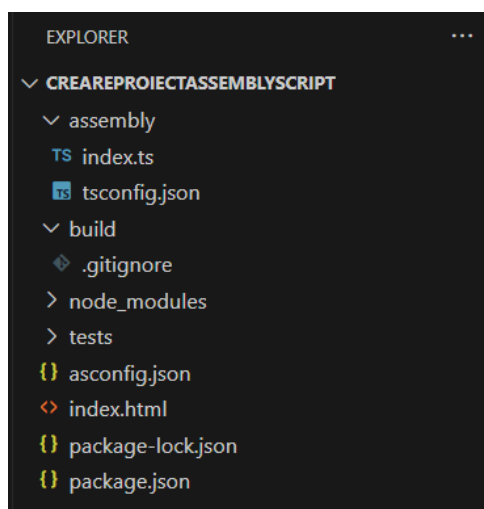 EXPLORER ...
CREAREPROIECTASSEMBLYSCRIPT
assembly
TS index.ts
TS tsconfig.json
build
.gitignore
node_modules
tests
{} asconfig.json
<> index.html
{} package-lock.json
{} package.json